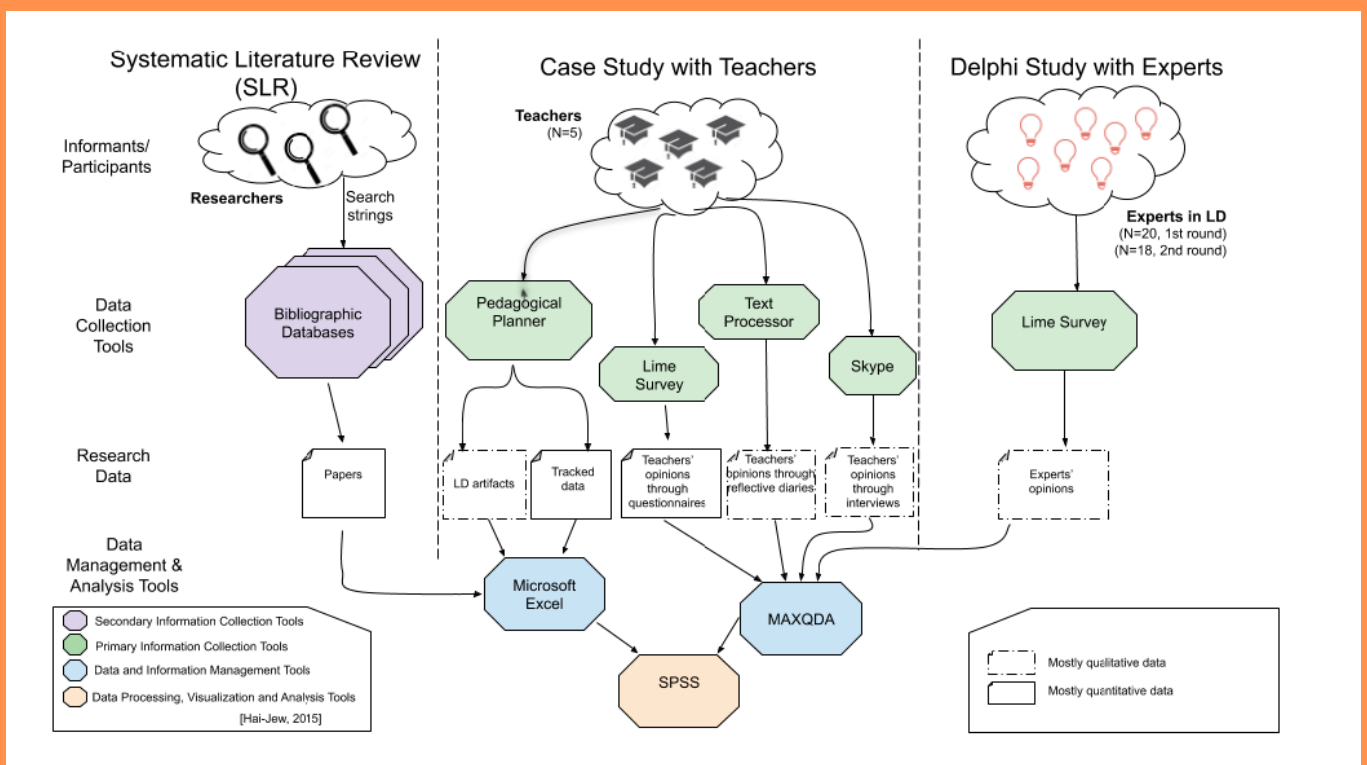 Systematic Literature Review
(SLR)
Case Study with Teachers
Delphi Study with Experts
Informants/
Participants
Researchers
Search
strings
Teachers
(N=5)
Experts in LD
(N=20, 1st round)
(N=18, 2nd round)
Data
Collection
Tools
Bibliographic
Databases
Pedagogical
Planner
Lime
Survey
Text
Processor
Skype
Lime Survey
Research
Data
Papers
LD artifacts
Tracked
data
Teachers'
opinions
through
questionnaires
Teachers'
opinions through
reflective diaries
Teachers'
opinions
through
interviews
Experts'
opinions
Data
Management &
Analysis Tools
Microsoft
Excel
MAXQDA
SPSS
Secondary Information Collection Tools
Primary Information Collection Tools
Data and Information Management Tools
Data Processing, Visualization and Analysis Tools
[Hai-Jew, 2015]
Mostly qualitative data
Mostly quantitative data